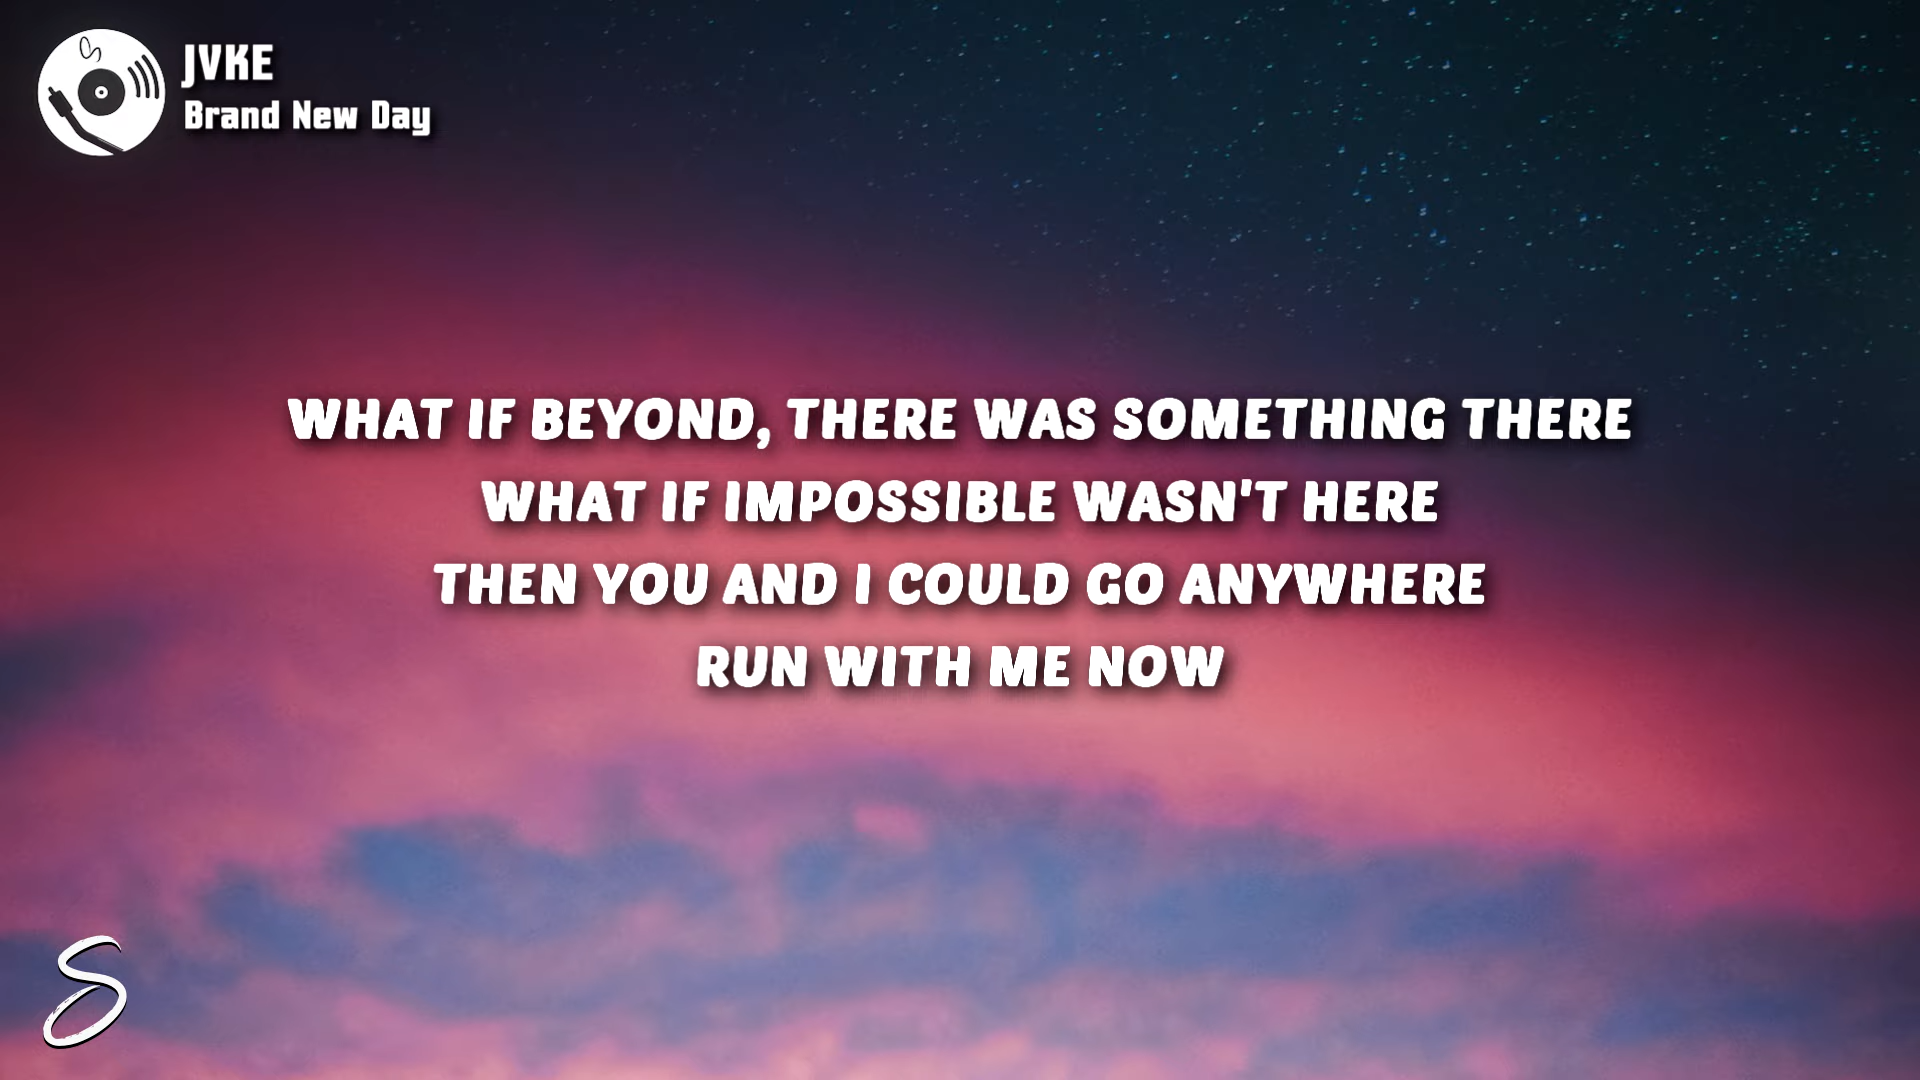 JVKE
Brand New Day
WHAT IF BEYOND, THERE WAS SOMETHING THERE
WHAT IF IMPOSSIBLE WASN'T HERE
THEN YOU AND I COULD GO ANYWHERE
RUN WITH ME NOW
S